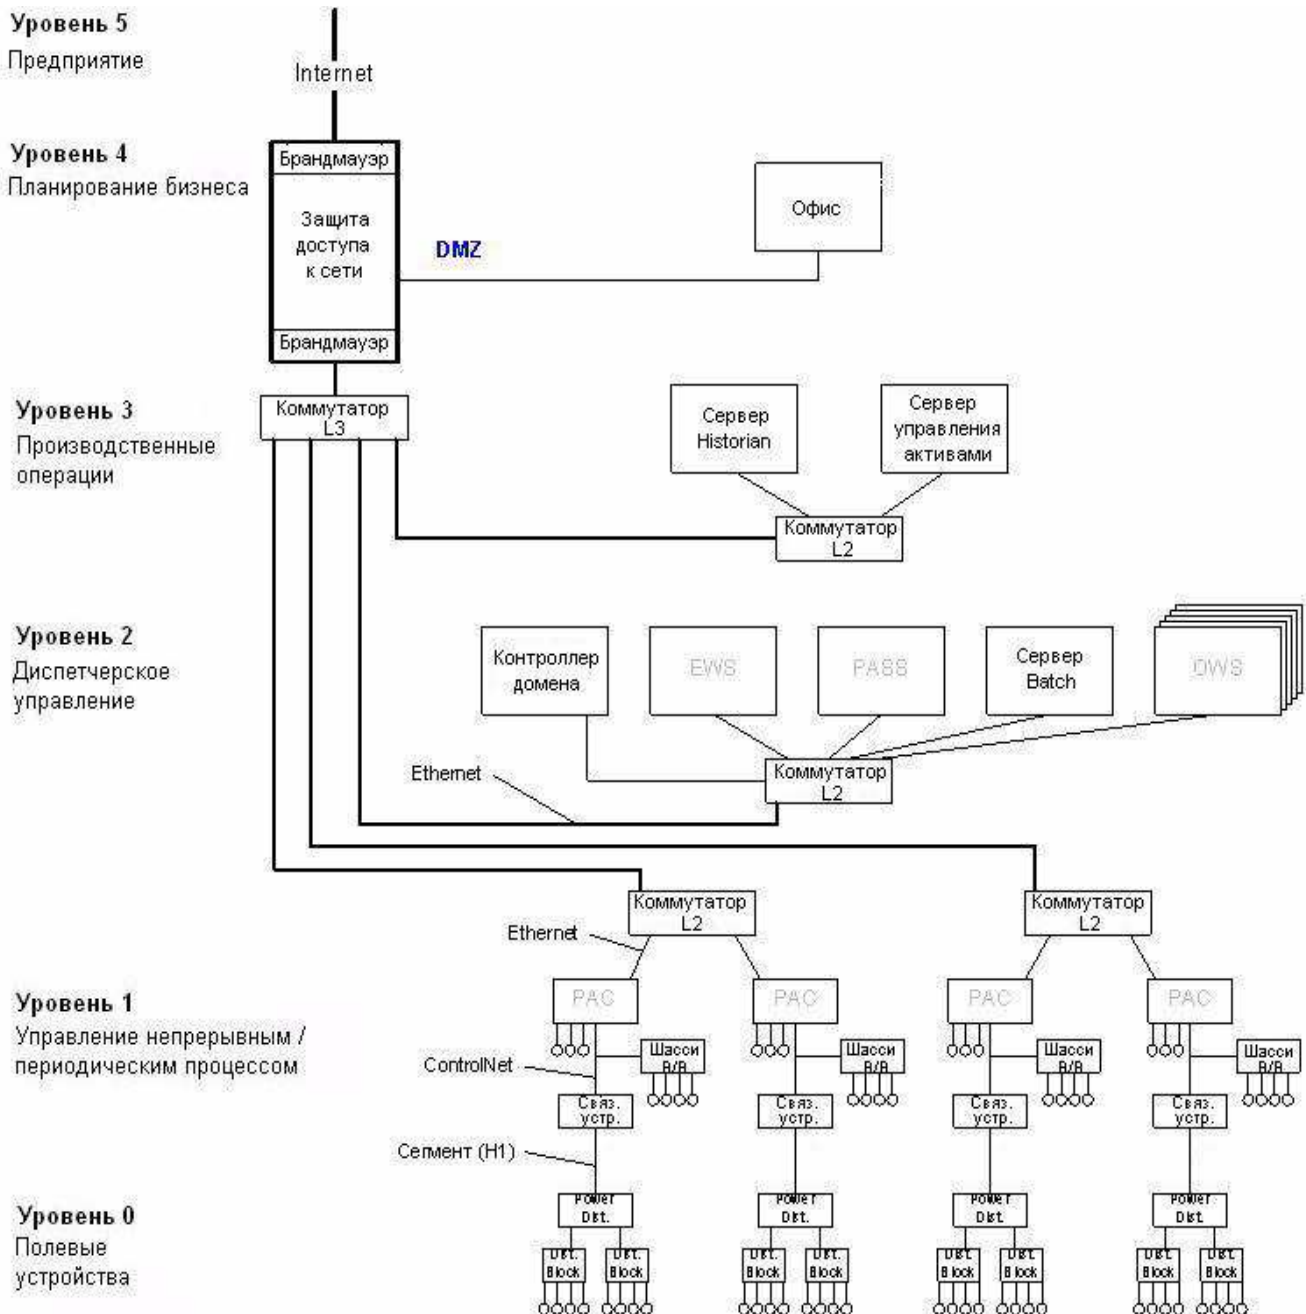 Уровень 5
Предприятие
Internet
Уровень 4
Планирование бизнеса
Брандмауэр
Защита
доступа
к сети
Брандмауэр
DMZ
Офис
Уровень 3
Производственные
операции
Коммутатор
L3
Сервер
Historian
Сервер
управления
активами
Коммутатор
L2
Уровень 2
Диспетчерское
управление
Контроллер
домена
EWS
PASS
Сервер
Batch
OWS
Ethernet
Коммутатор
L2
Коммутатор
L2
Коммутатор
L2
Ethernet
Уровень 1
Управление непрерывным /
периодическим процессом
PAC
PAC
PAC
PAC
Шасси
В/В
Шасси
В/В
Шасси
В/В
Шасси
В/В
ControlNet
Связ.
устр.
Связ.
устр.
Связ.
устр.
Связ.
устр.
Сегмент (H1)
Уровень 0
Полевые
устройства
Power
Dist.
Power
Dist.
Power
Dist.
Power
Dist.
Dist.
Block
Dist.
Block
Dist.
Block
Dist.
Block
Dist.
Block
Dist.
Block
Dist.
Block
Dist.
Block